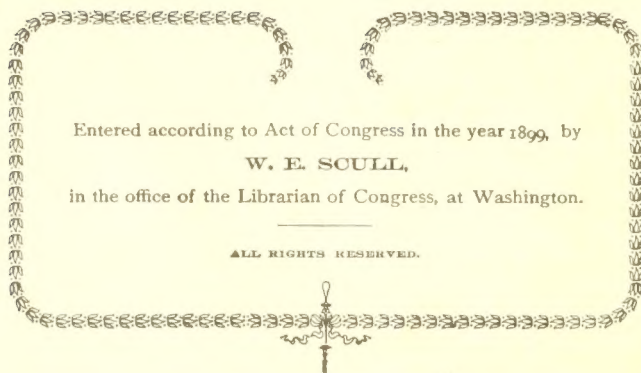 Entered according to Act of Congress in the year 1899, by
W. E. SCULL,
in the office of the Librarian of Congress, at Washington.
ALL RIGHTS RESERVED.